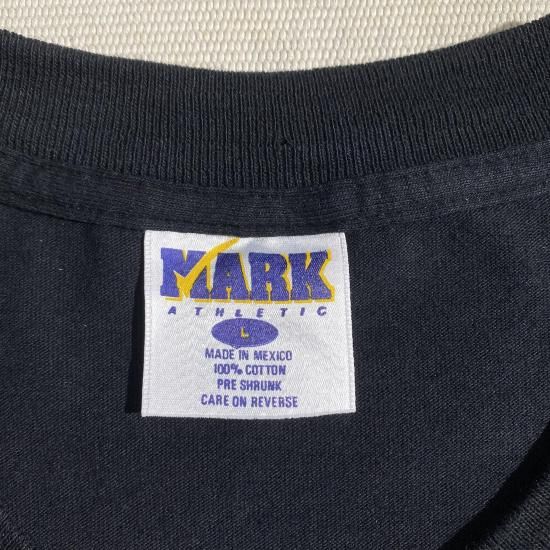 MARK
ATHLETIC
L
MADE IN MEXICO
100% COTTON
PRE SHRUNK
CARE ON REVERSE